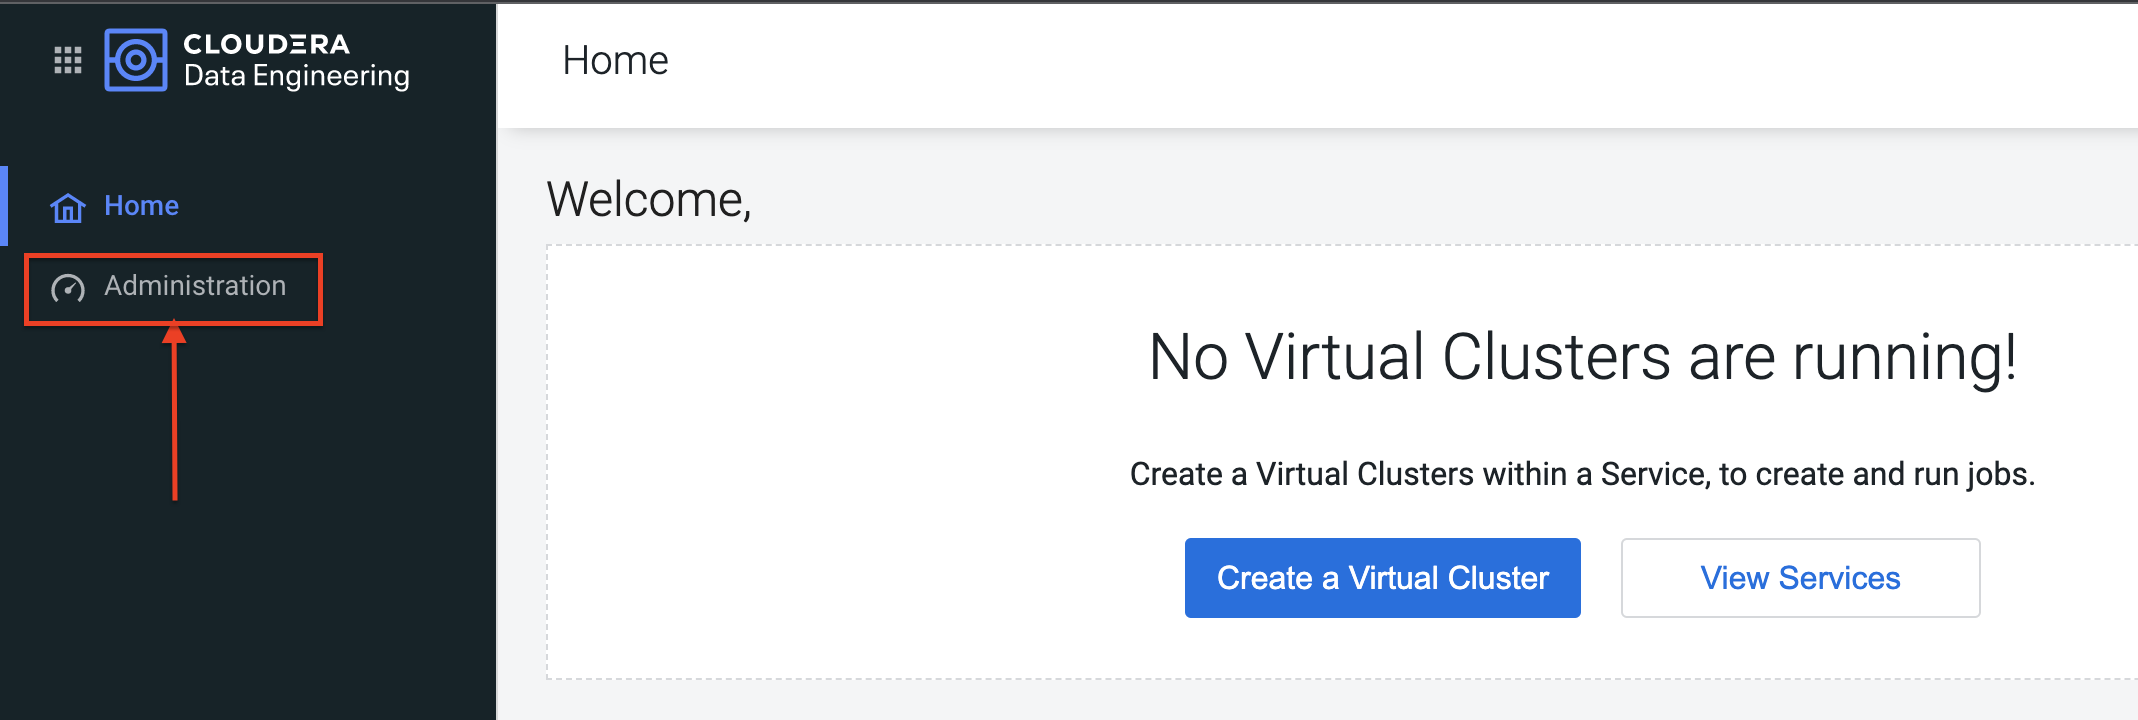 CLOUDERA
Data Engineering
Home
Administration
Home
Welcome,
No Virtual Clusters are running!
Create a Virtual Clusters within a Service, to create and run jobs.
Create a Virtual Cluster
View Services